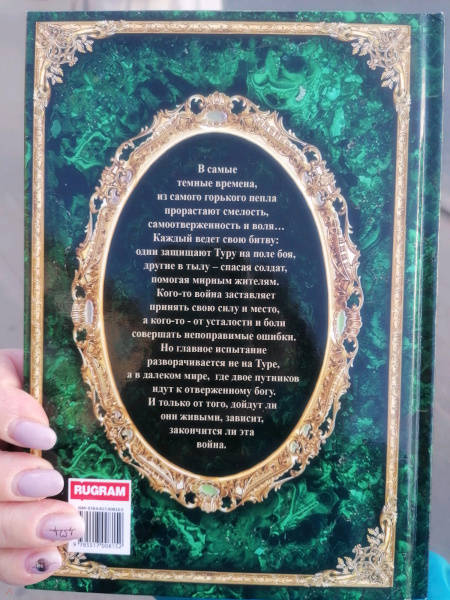 В самые
темные времена,
из самого горького пепла
прорастают смелость,
самоотверженность и воля...
Каждый ведет свою битву:
одни защищают Туру на поле боя,
другие в тылу – спасая солдат,
помогая мирным жителям.
Кого-то война заставляет
принять свою силу и место,
а кого-то - от усталости и боли
совершать непоправимые ошибки.
Но главное испытание
разворачивается не на Туре,
а в далеком мире, где двое путников
идут к отверженному богу.
И только от того, дойдут ли
они живыми, зависит,
закончится ли эта
война.
RUGRAM